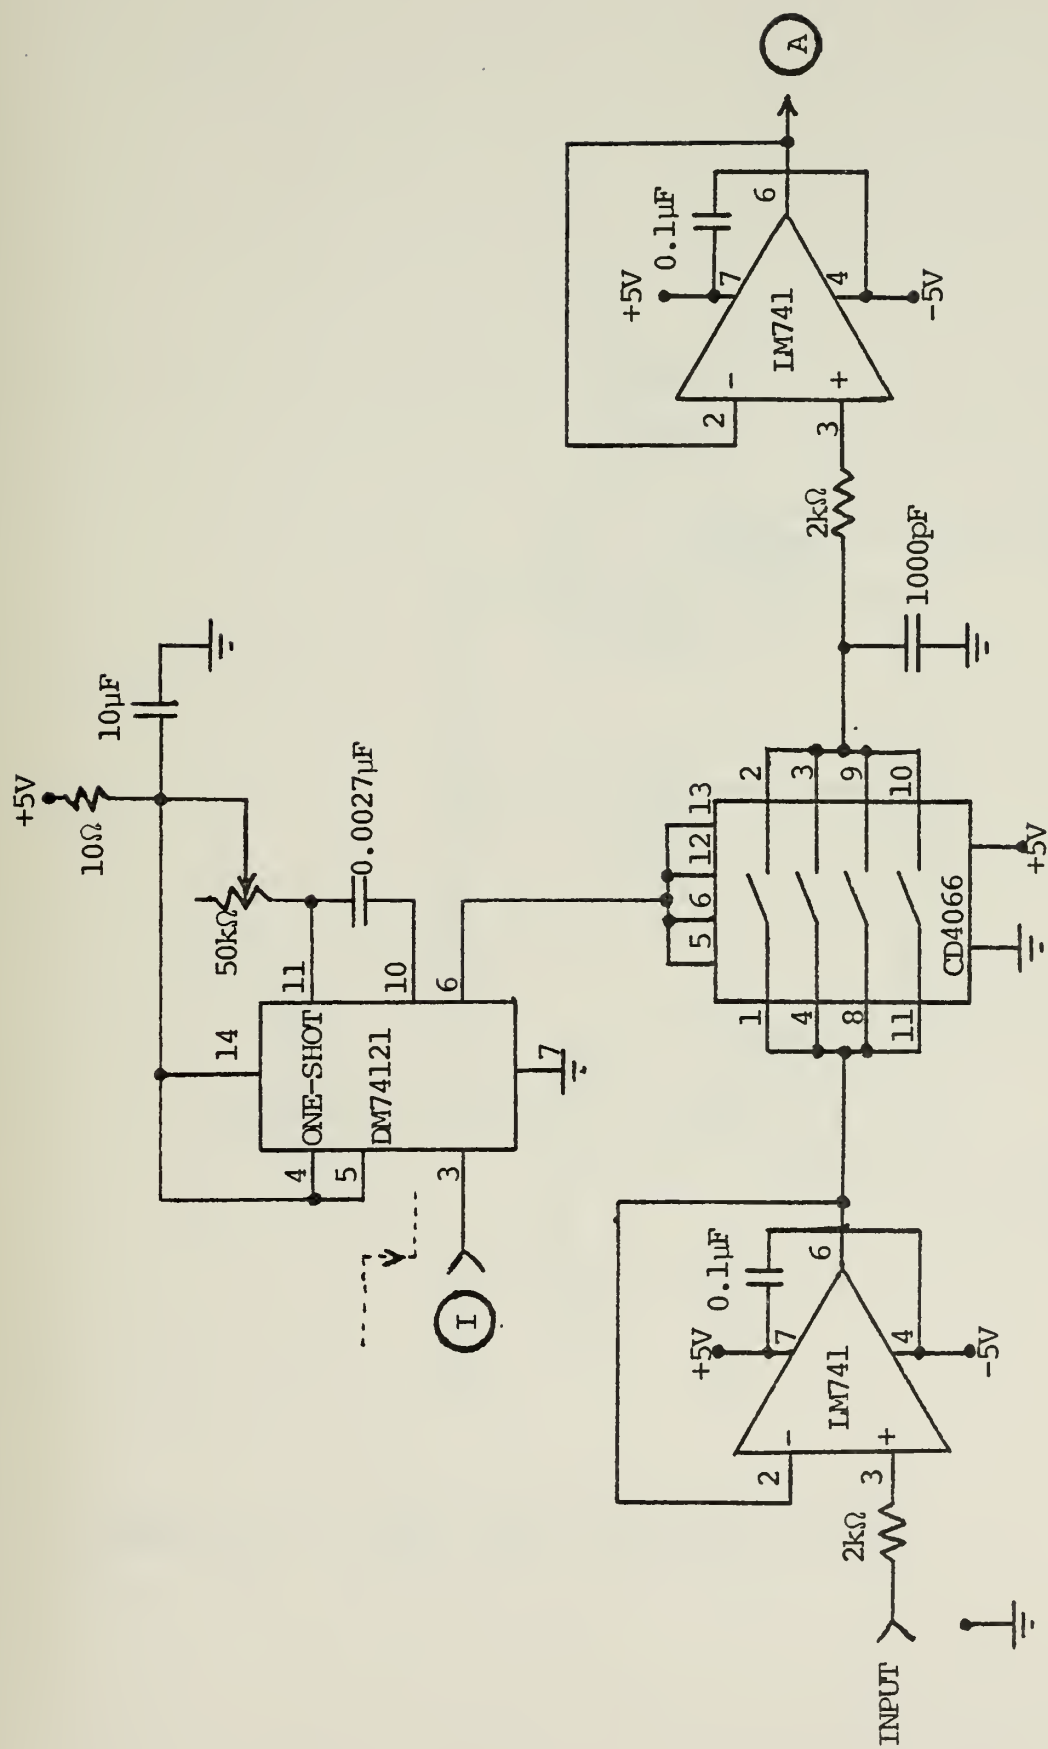 +5V
10Ω
10μF
50kΩ
0.0027μF
14
11
10
6
4
5
3
7
ONE-SHOT
DM74121
I
5
6
12
13
1
4
8
11
2
3
9
10
CD4066
+5V
INPUT
2kΩ
2
3
-
+
LM741
+5V
7
0.1μF
6
4
-5V
1000pF
2kΩ
2
3
-
+
LM741
+5V
7
0.1μF
6
4
-5V
A